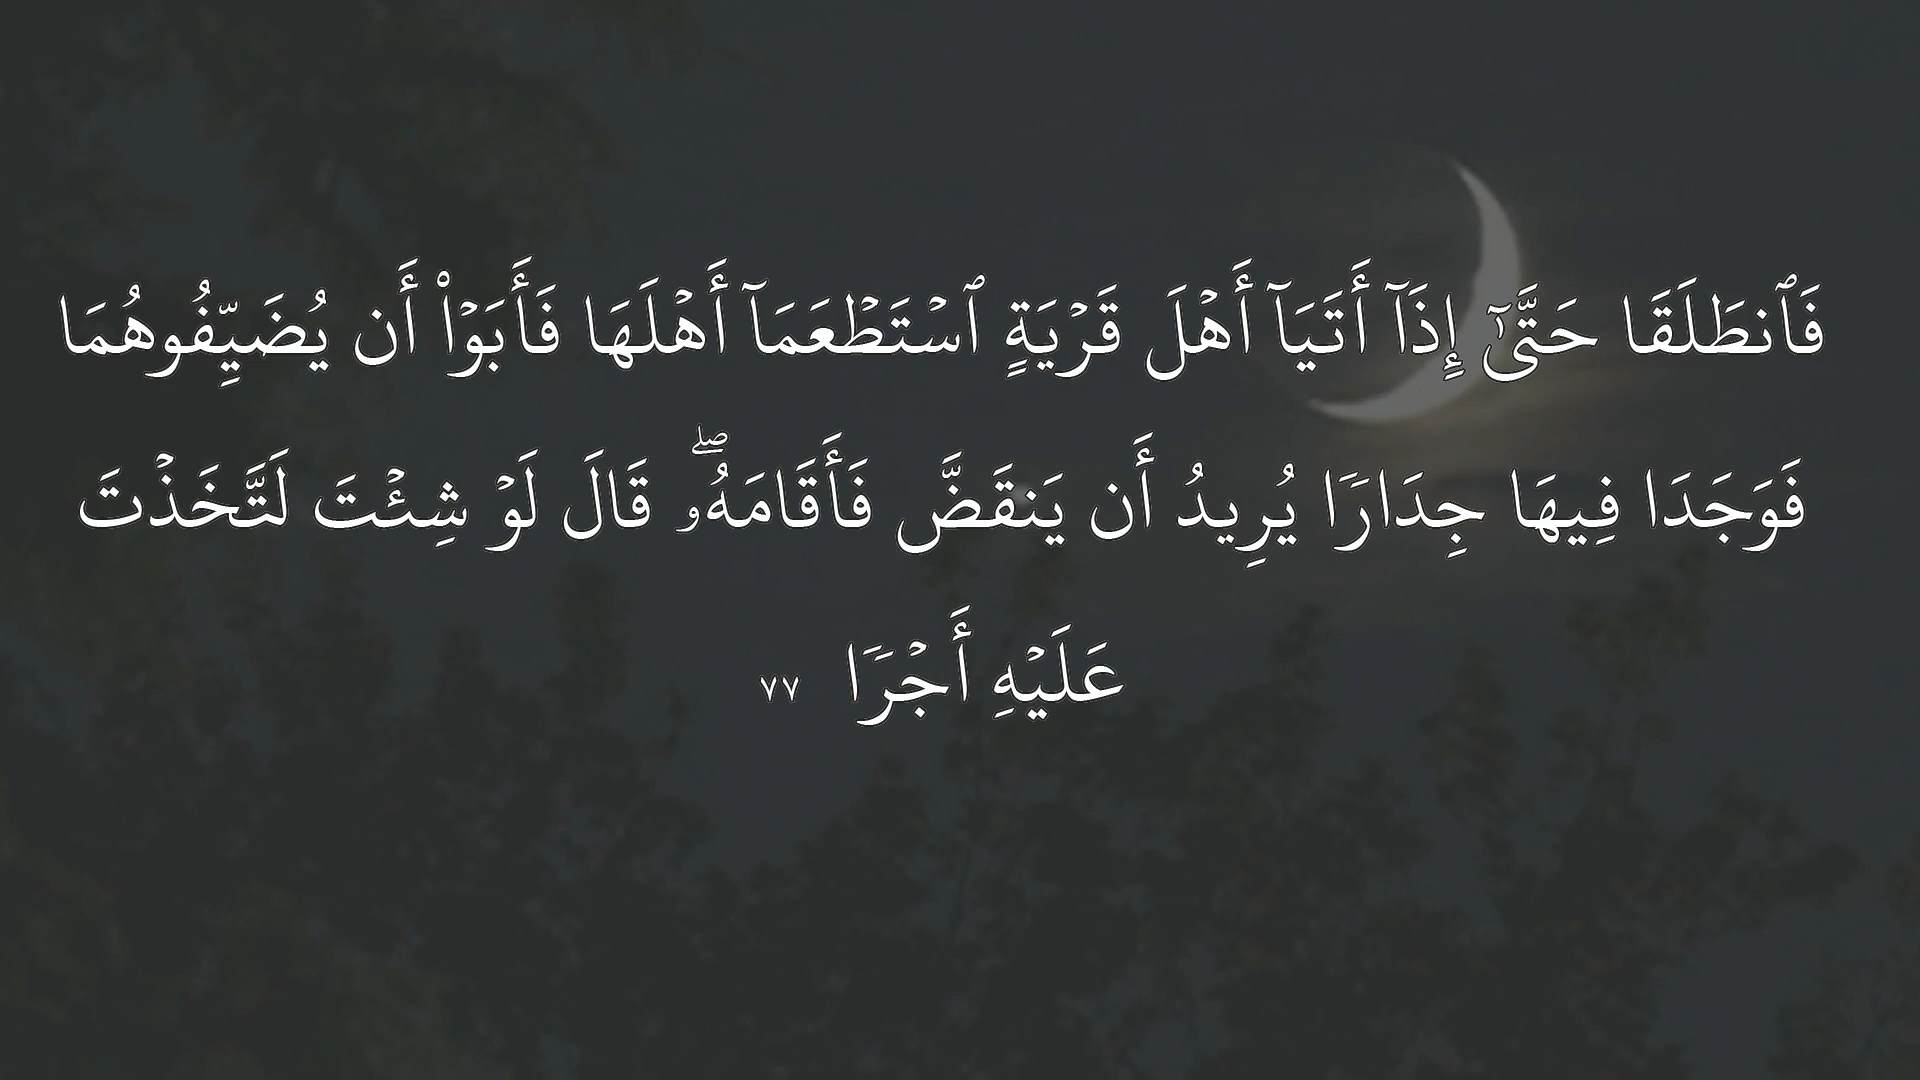 فَٱنطَلَقَا حَتَّىٰٓ إِذَآ أَتَيَآ أَهْلَ قَرْيَةٍ ٱسْتَطْعَمَآ أَهْلَهَا فَأَبَوْا۟ أَن يُضَيِّفُوهُمَا
فَوَجَدَا فِيهَا جِدَارًا يُرِيدُ أَن يَنقَضَّ فَأَقَامَهُۥ ۖ قَالَ لَوْ شِئْتَ لَتَّخَذْتَ
عَلَيْهِ أَجْرًا ٧٧